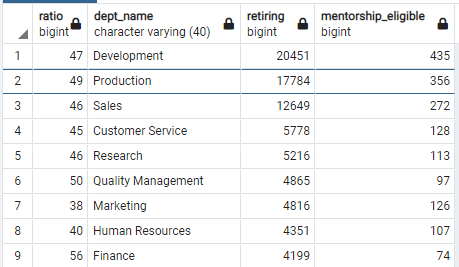 ratio dept_name retiring mentorship_eligible
bigint character varying (40) bigint bigint
1 47 Development 20451 435
2 49 Production 17784 356
3 46 Sales 12649 272
4 45 Customer Service 5778 128
5 46 Research 5216 113
6 50 Quality Management 4865 97
7 38 Marketing 4816 126
8 40 Human Resources 4351 107
9 56 Finance 4199 74